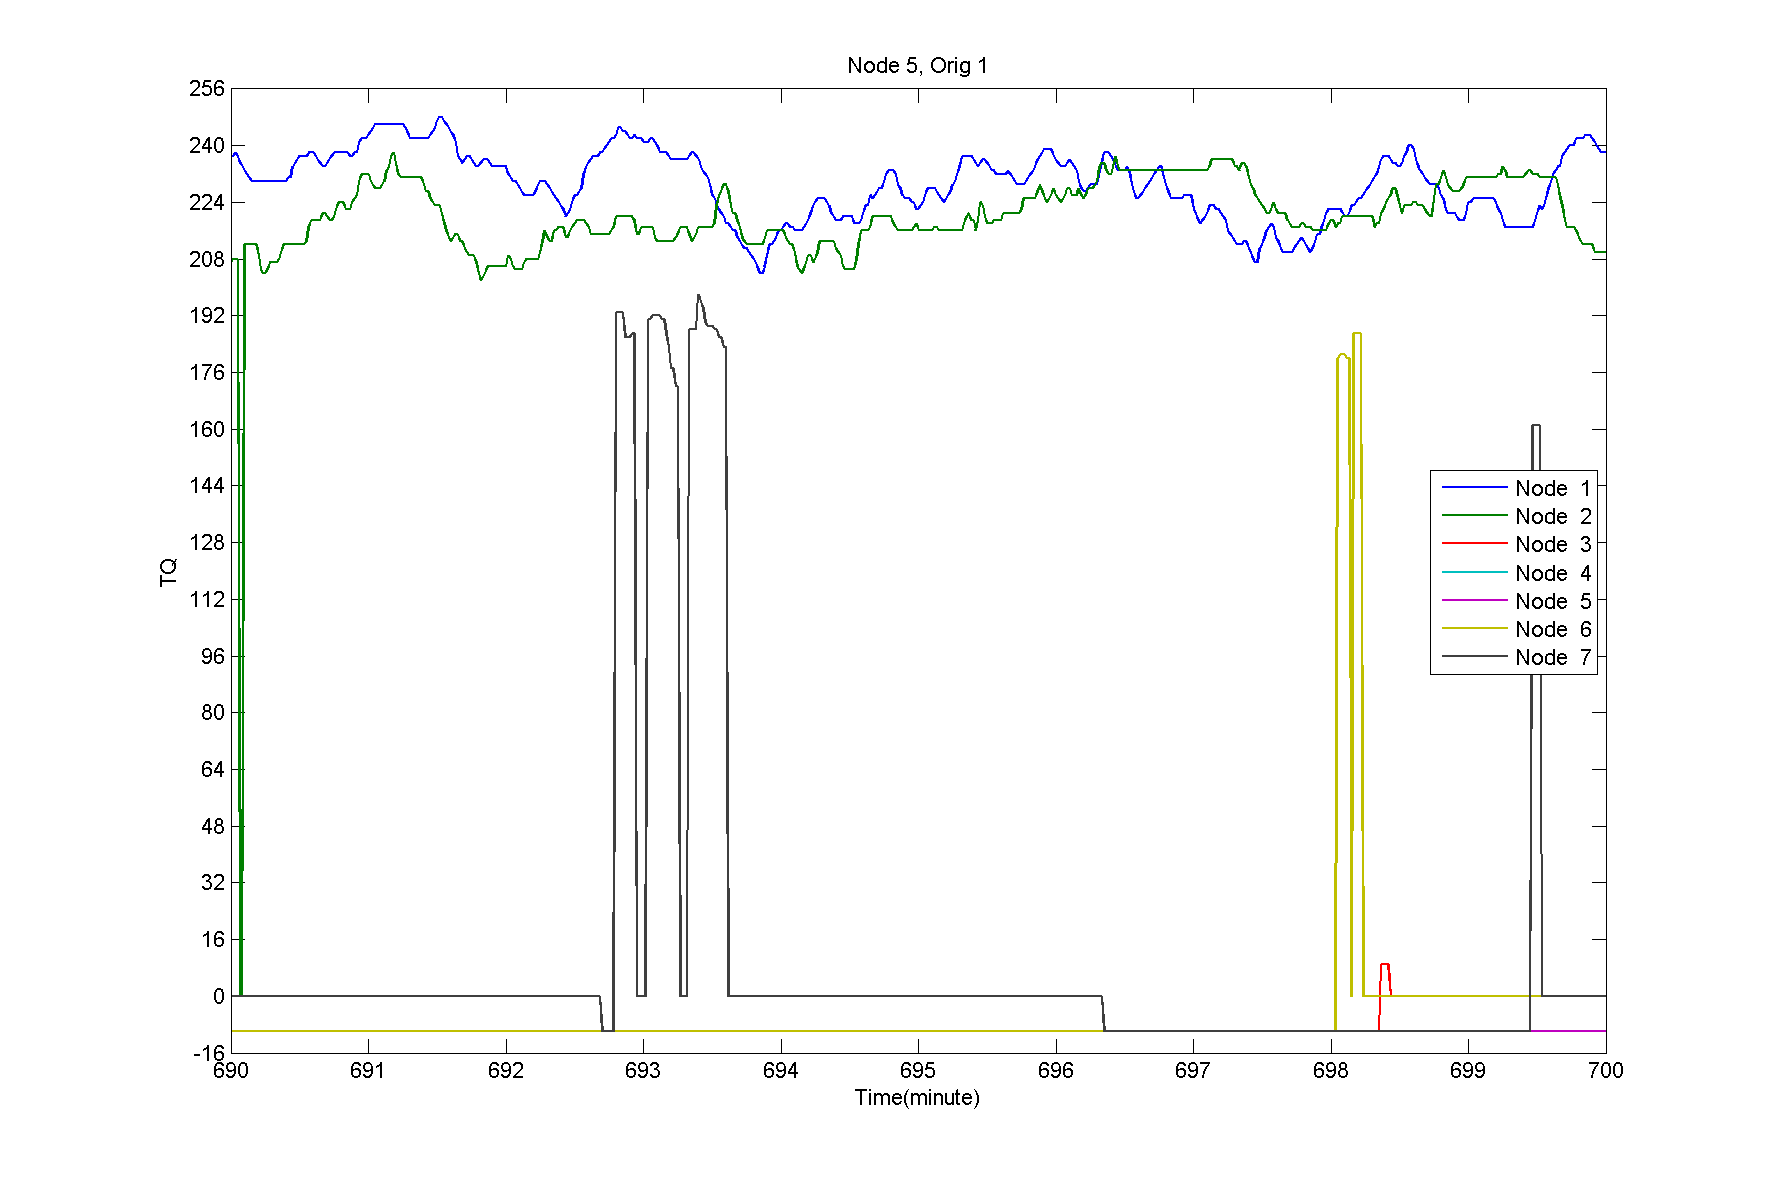 Node 5, Orig 1
256
240
224
208
192
176
160
144
128
112
96
80
64
48
32
16
0
-16
TQ
Node 1
Node 2
Node 3
Node 4
Node 5
Node 6
Node 7
690 691 692 693 694 695 696 697 698 699 700
Time(minute)